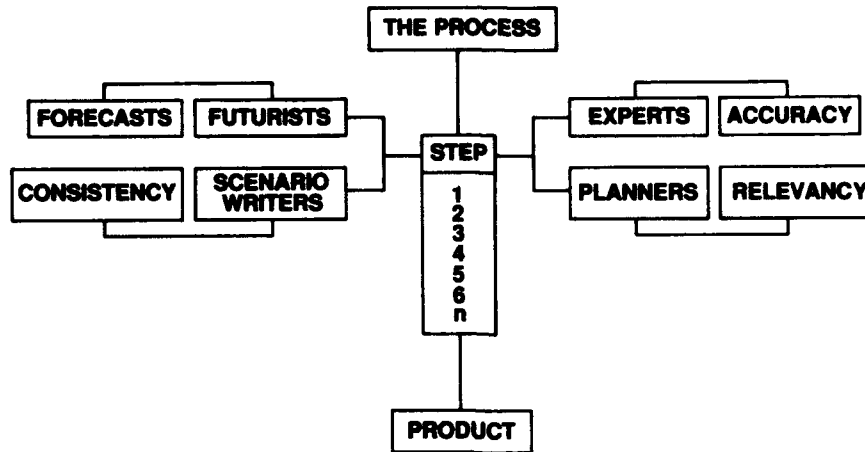 THE PROCESS
FORECASTS
FUTURISTS
EXPERTS
ACCURACY
STEP
CONSISTENCY
SCENARIO
WRITERS
PLANNERS
RELEVANCY
1
2
3
4
5
6
n
PRODUCT